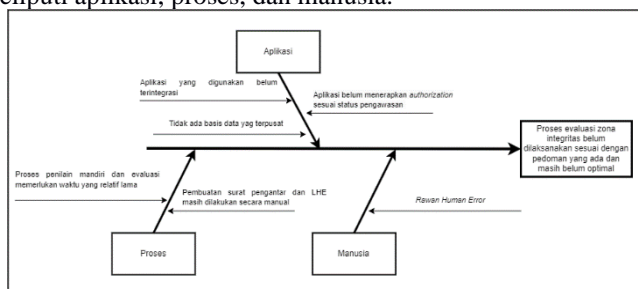 meliputi aplikasi, proses, dan manusia.
Aplikasi
Aplikasi yang digunakan belum
terintegrasi
Aplikasi belum menerapkan authorization
sesuai status pengawasan
Tidak ada basis data yag terpusat
Proses evaluasi zona
integritas belum
dilaksanakan sesuai dengan
pedoman yang ada dan
masih belum optimal
Proses penilain mandiri dan evaluasi
memerlukan waktu yang relatif lama
Pembuatan surat pengantar dan LHE
masih dilakukan secara manual
Rawan Human Error
Proses
Manusia